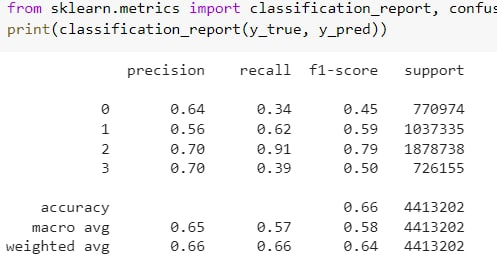 from sklearn.metrics import classification_report, confus
print(classification_report(y_true, y_pred))
precision recall f1-score support
0 0.64 0.34 0.45 770974
1 0.56 0.62 0.59 1037335
2 0.70 0.91 0.79 1878738
3 0.70 0.39 0.50 726155
accuracy 0.66 4413202
macro avg 0.65 0.57 0.58 4413202
weighted avg 0.66 0.66 0.64 4413202